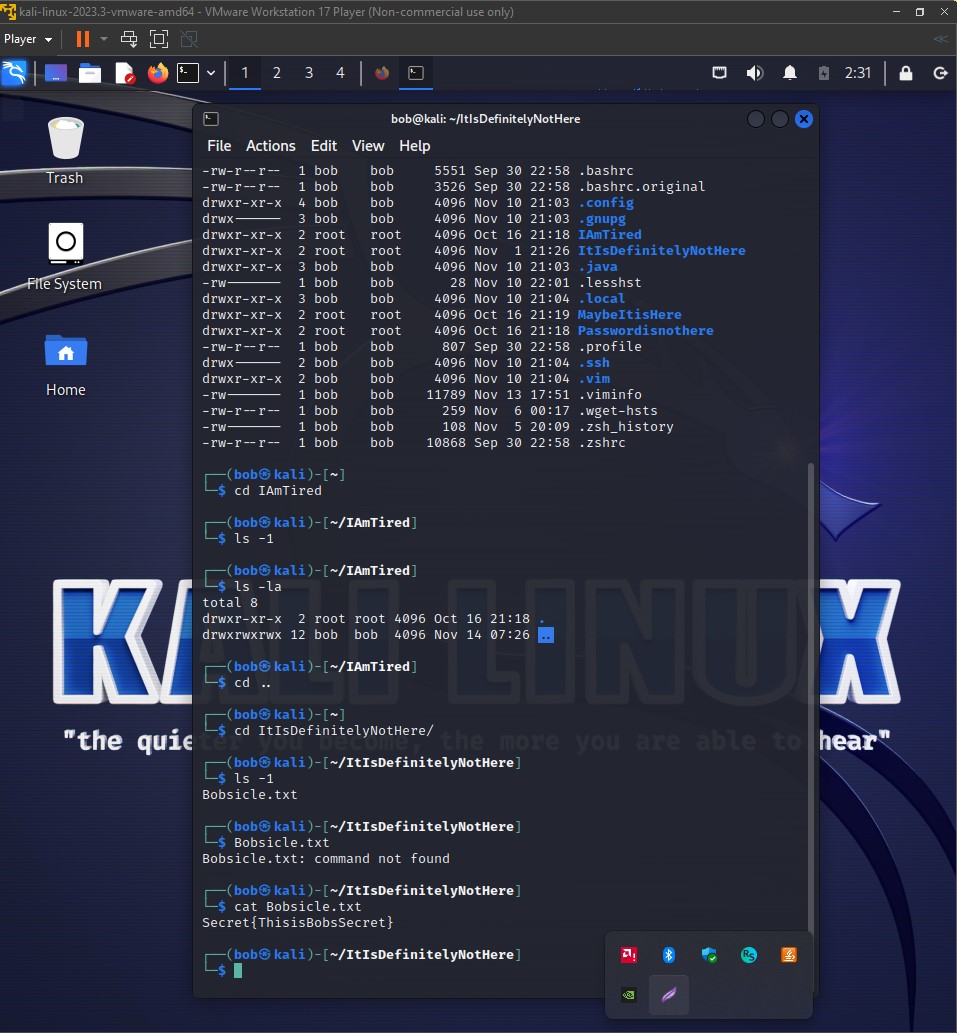 kali-linux-2023.3-vmware-amd64 - VMware Workstation 17 Player (Non-commercial use only)
Player
1 2 3 4 2:31
Trash
File System
Home
bob@kali: ~/ItIsDefinitelyNotHere
File Actions Edit View Help
-rw-r--r-- 1 bob bob 5551 Sep 30 22:58 .bashrc
-rw-r--r-- 1 bob bob 3526 Sep 30 22:58 .bashrc.original
drwxr-xr-x 4 bob bob 4096 Nov 10 21:03 .config
drwx------ 3 bob bob 4096 Nov 10 21:03 .gnupg
drwxr-xr-x 2 root root 4096 Oct 16 21:18 IAmTired
drwxr-xr-x 2 root root 4096 Nov 1 21:26 ItIsDefinitelyNotHere
drwxr-xr-x 3 bob bob 4096 Nov 10 21:03 .java
-rw------- 1 bob bob 28 Nov 10 22:01 .lesshst
drwxr-xr-x 3 bob bob 4096 Nov 10 21:04 .local
drwxr-xr-x 2 root root 4096 Oct 16 21:19 MaybeItisHere
drwxr-xr-x 2 root root 4096 Oct 16 21:18 Passwordisnothere
-rw-r--r-- 1 bob bob 807 Sep 30 22:58 .profile
drwx------ 2 bob bob 4096 Nov 10 21:04 .ssh
drwxr-xr-x 2 bob bob 4096 Nov 10 21:04 .vim
-rw------- 1 bob bob 11789 Nov 13 17:51 .viminfo
-rw-r--r-- 1 bob bob 259 Nov 6 00:17 .wget-hsts
-rw------- 1 bob bob 108 Nov 5 20:09 .zsh_history
-rw-r--r-- 1 bob bob 10868 Sep 30 22:58 .zshrc
┌──(bob㉿kali)-[~]
└─$ cd IAmTired
┌──(bob㉿kali)-[~/IAmTired]
└─$ ls -1
┌──(bob㉿kali)-[~/IAmTired]
└─$ ls -la
total 8
drwxr-xr-x 2 root root 4096 Oct 16 21:18 .
drwxrwxrwx 12 bob bob 4096 Nov 14 07:26 ..
┌──(bob㉿kali)-[~/IAmTired]
└─$ cd ..
┌──(bob㉿kali)-[~]
└─$ cd ItIsDefinitelyNotHere/
┌──(bob㉿kali)-[~/ItIsDefinitelyNotHere]
└─$ ls -1
Bobsicle.txt
┌──(bob㉿kali)-[~/ItIsDefinitelyNotHere]
└─$ Bobsicle.txt
Bobsicle.txt: command not found
┌──(bob㉿kali)-[~/ItIsDefinitelyNotHere]
└─$ cat Bobsicle.txt
Secret{ThisisBobsSecret}
┌──(bob㉿kali)-[~/ItIsDefinitelyNotHere]
└─$
KALI LINUX
"the quieter you become, the more you are able to hear"
RS